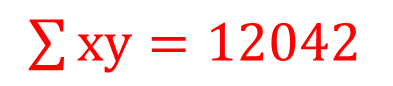 ∑ xy = 12042